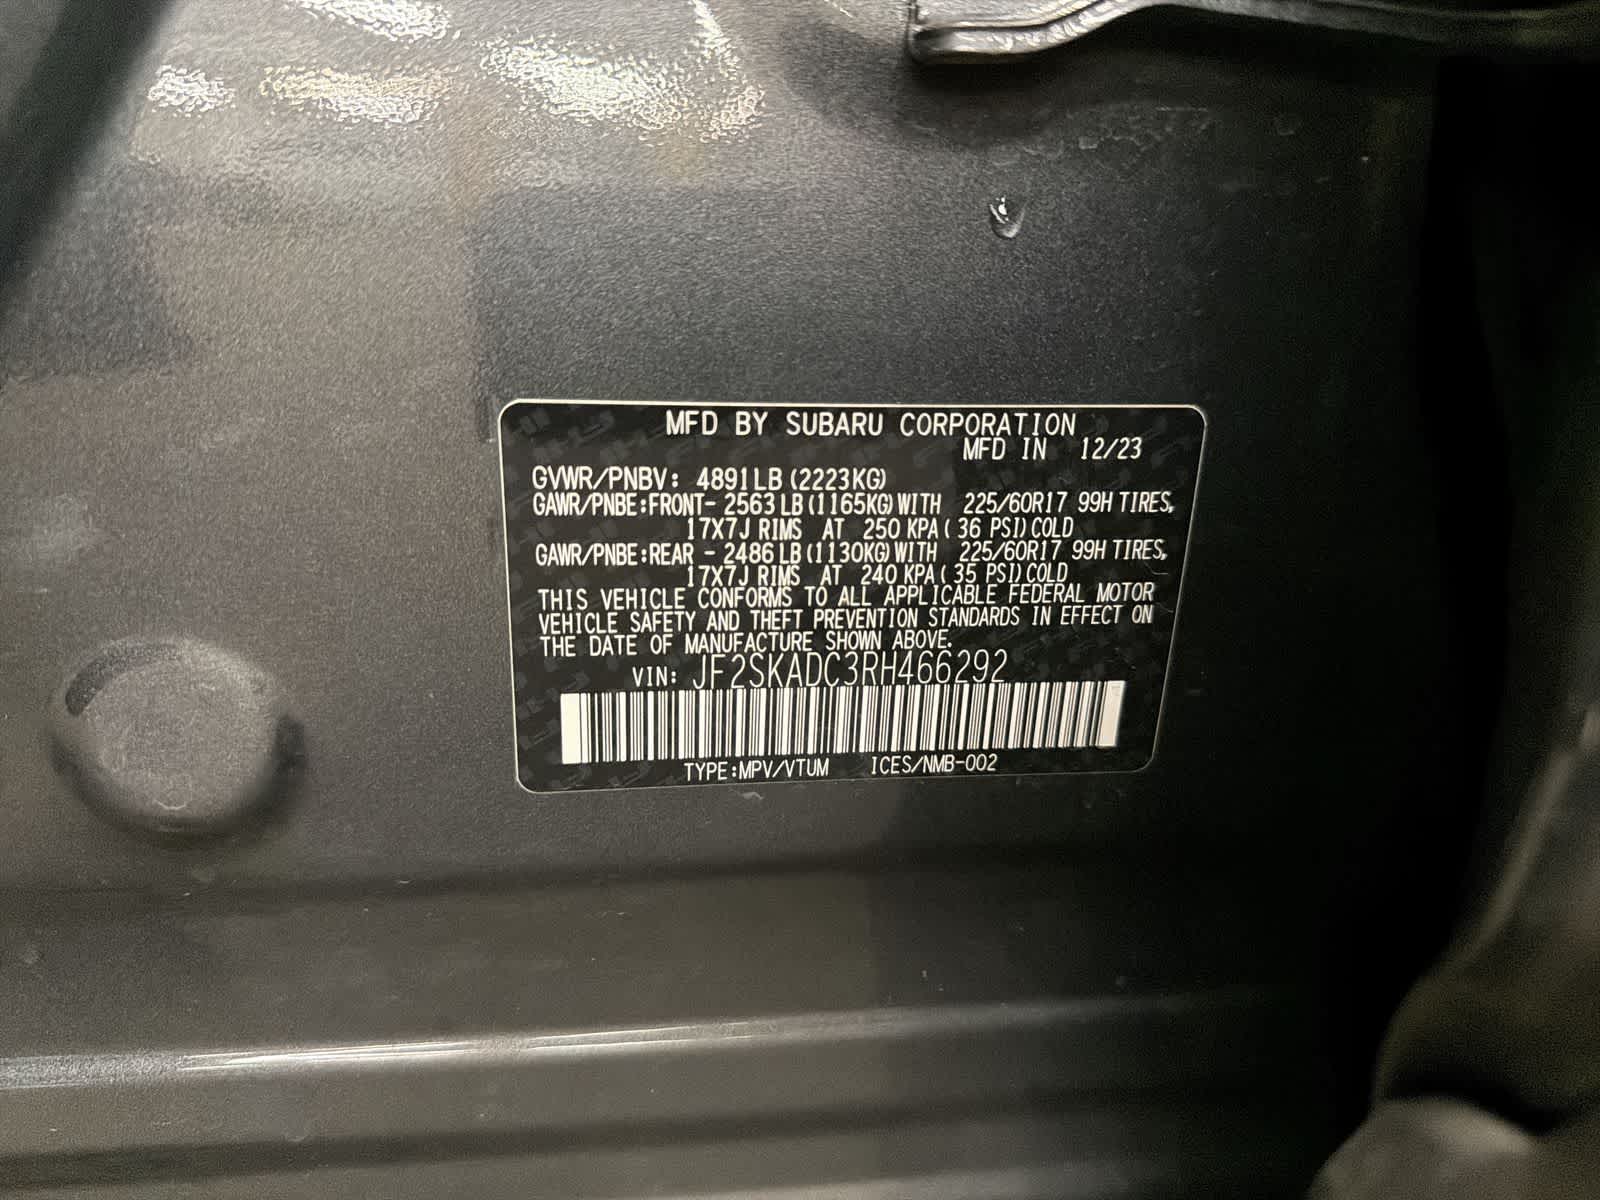 MFD BY SUBARU CORPORATION
MFD IN 12/23
GVWR/PNBV: 4891LB (2223KG)
GAWR/PNBE:FRONT- 2563LB (1165KG) WITH 225/60R17 99H TIRES,
17X7J RIMS AT 250 KPA ( 36 PSI) COLD
GAWR/PNBE:REAR - 2486LB (1130KG) WITH 225/60R17 99H TIRES,
17X7J RIMS AT 240 KPA ( 35 PSI) COLD
THIS VEHICLE CONFORMS TO ALL APPLICABLE FEDERAL MOTOR
VEHICLE SAFETY AND THEFT PREVENTION STANDARDS IN EFFECT ON
THE DATE OF MANUFACTURE SHOWN ABOVE.
VIN: JF2SKADC3RH466292
TYPE:MPV/VTUM ICES/NMB-002